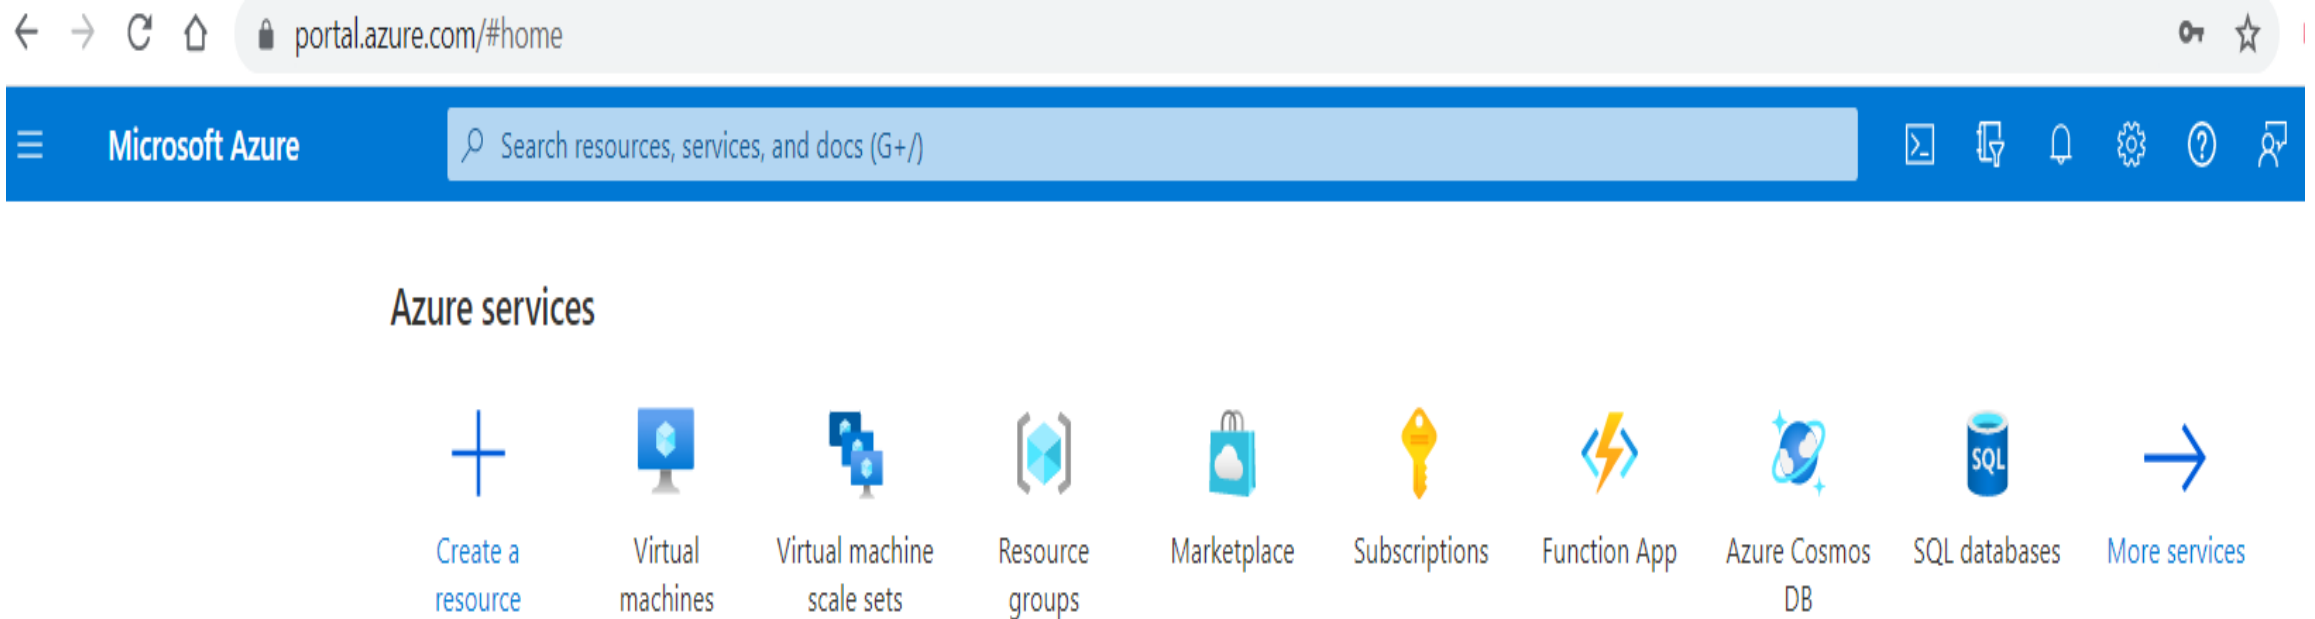 portal.azure.com/#home
Microsoft Azure
Search resources, services, and docs (G+/)
Azure services
SQL
Create a
resource
Virtual
machines
Virtual machine
scale sets
Resource
groups
Marketplace
Subscriptions
Function App
Azure Cosmos
DB
SQL databases
More services